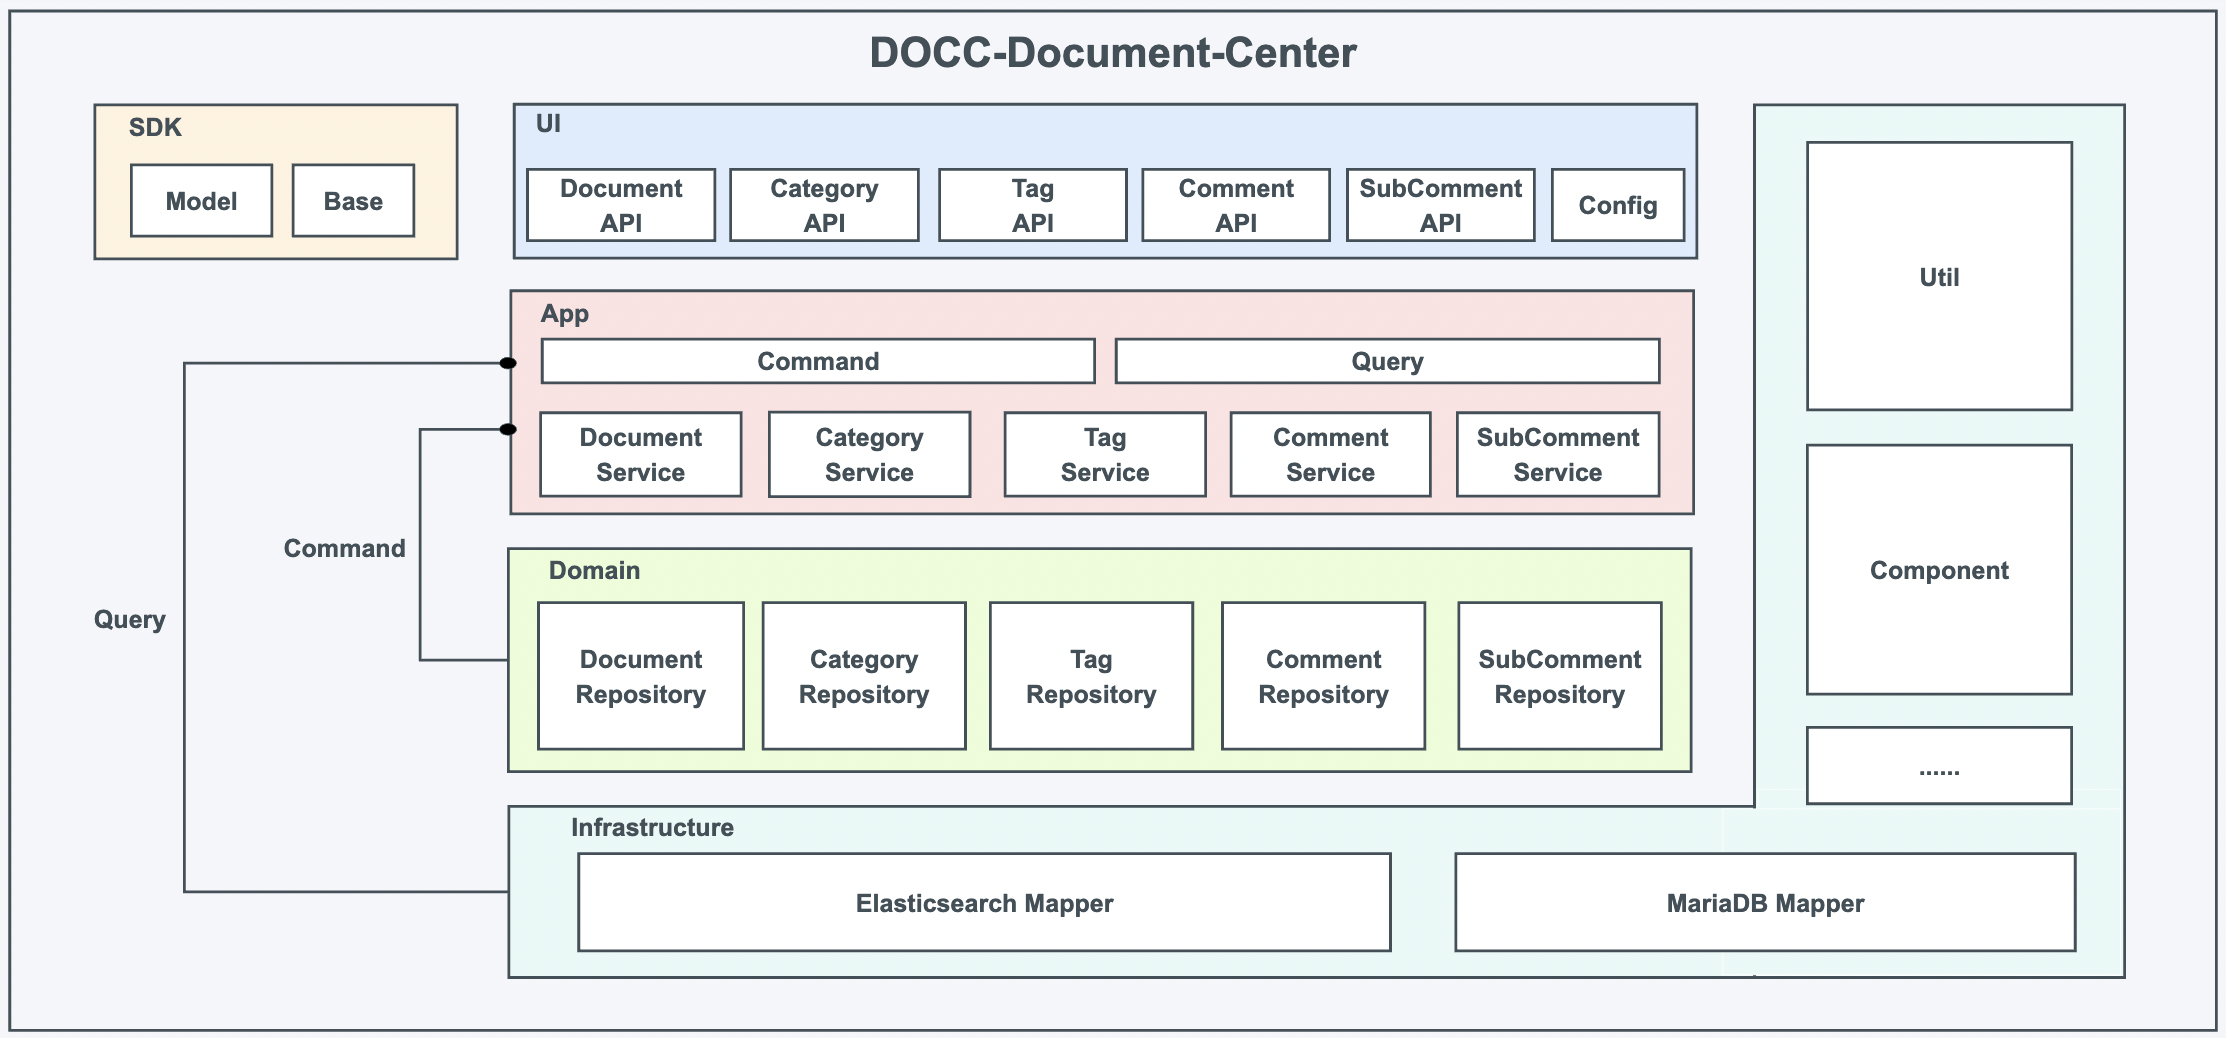 DOCC-Document-Center
SDK
Model
Base
UI
Document
API
Category
API
Tag
API
Comment
API
SubComment
API
Config
App
Command
Query
Document
Service
Category
Service
Tag
Service
Comment
Service
SubComment
Service
Command
Query
Domain
Document
Repository
Category
Repository
Tag
Repository
Comment
Repository
SubComment
Repository
Infrastructure
Elasticsearch Mapper
MariaDB Mapper
Util
Component
......